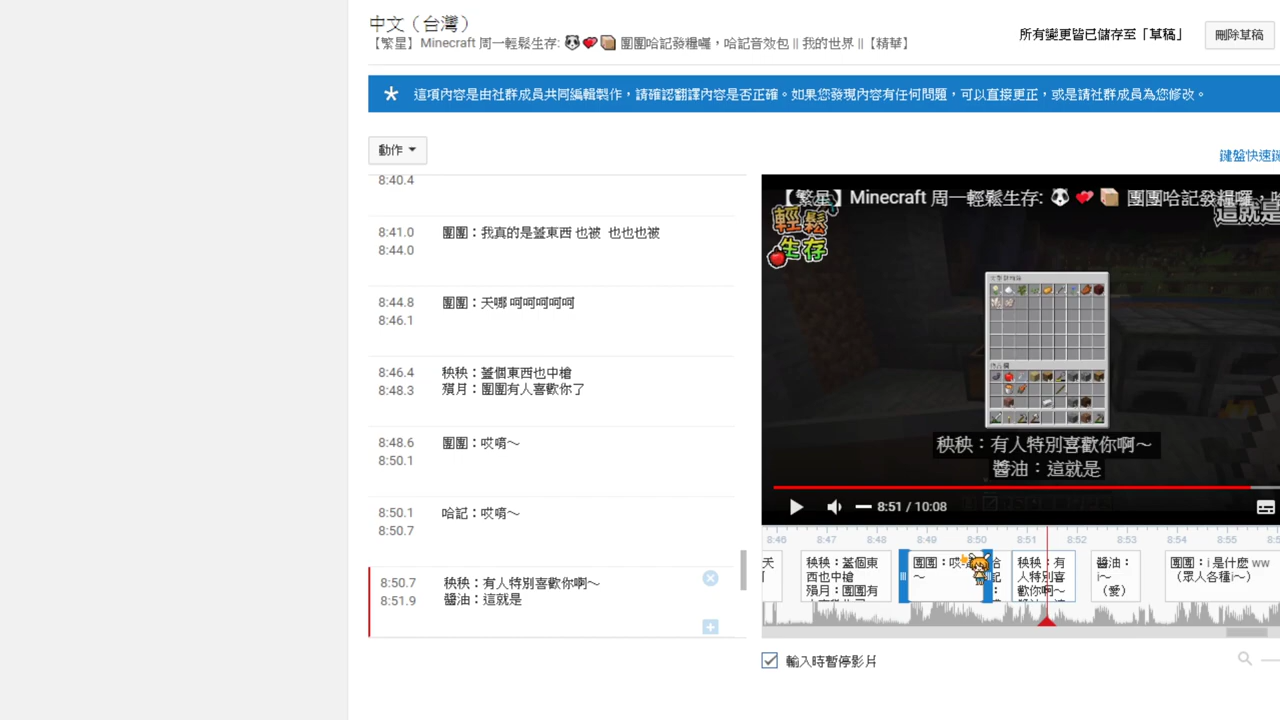 中文（台灣）
【繁星】Minecraft 周一輕鬆生存: 🐼💕📦 團團哈記發糧囉，哈記音效包 || 我的世界 ||【精華】
所有變更皆已儲存至「草稿」
刪除草稿
* 這項內容是由社群成員共同編輯製作，請確認翻譯內容是否正確。如果您發現內容有任何問題，可以直接更正，或是請社群成員為您修改。
動作
鍵盤快速鍵
8:40.4
8:41.0 團團：我真的是蓋東西 也被 也也也被
8:44.0
8:44.8 團團：天哪 呵呵呵呵呵
8:46.1
8:46.4 秧秧：蓋個東西也中槍
8:48.3 殞月：團團有人喜歡你了
8:48.6 團團：哎唷～
8:50.1
8:50.1 哈記：哎唷～
8:50.7
8:50.7 秧秧：有人特別喜歡你啊～
8:51.9 醬油：這就是
【繁星】Minecraft 周一輕鬆生存: 🐼💕📦 團團哈記發糧囉，哈
這就是
輕鬆
生存
秧秧：有人特別喜歡你啊～
醬油：這就是
8:51 / 10:08
8:46 8:47 8:48 8:49 8:50 8:51 8:52 8:53 8:54 8:55
天
秧秧：蓋個東
西也中槍
殞月：團團有
團團：哎
～
秧秧：有
人特別喜
歡你啊～
醬油：
i～
（愛）
團團：i 是什麼 ww
（眾人各種i～）
輸入時暫停影片